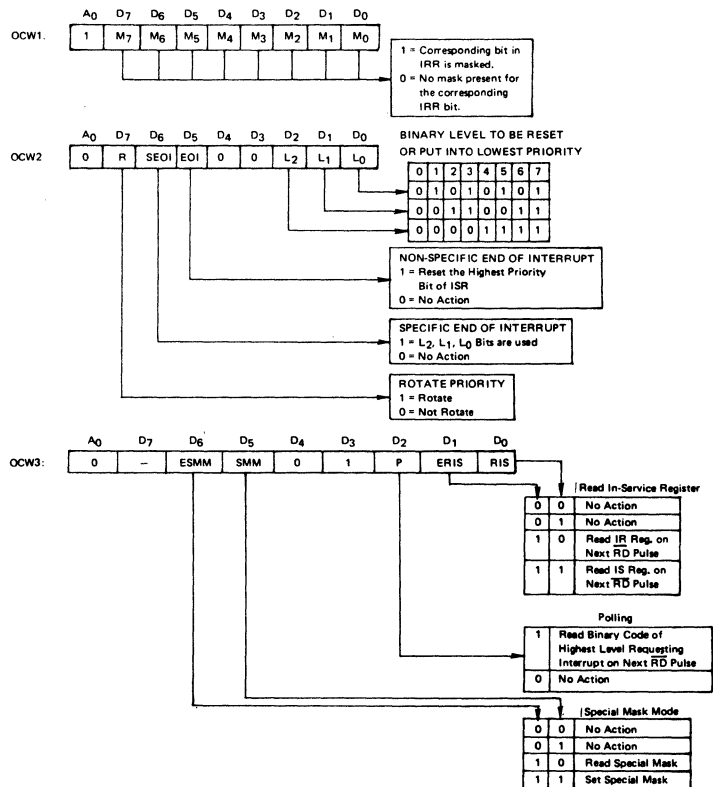 A0 D7 D6 D5 D4 D3 D2 D1 D0
OCW1. 1 M7 M6 M5 M4 M3 M2 M1 M0
1 = Corresponding bit in
IRR is masked.
0 = No mask present for
the corresponding
IRR bit.
A0 D7 D6 D5 D4 D3 D2 D1 D0
OCW2 0 R SEOI EOI 0 0 L2 L1 L0
BINARY LEVEL TO BE RESET
OR PUT INTO LOWEST PRIORITY
0 1 2 3 4 5 6 7
0 1 0 1 0 1 0 1
0 0 1 1 0 0 1 1
0 0 0 0 1 1 1 1
NON-SPECIFIC END OF INTERRUPT
1 = Reset the Highest Priority
Bit of ISR
0 = No Action
SPECIFIC END OF INTERRUPT
1 = L2, L1, L0 Bits are used
0 = No Action
ROTATE PRIORITY
1 = Rotate
0 = Not Rotate
A0 D7 D6 D5 D4 D3 D2 D1 D0
OCW3: 0 – ESMM SMM 0 1 P ERIS RIS
Read In-Service Register
0 0 No Action
0 1 No Action
1 0 Read IR Reg. on
Next RD Pulse
1 1 Read IS Reg. on
Next RD Pulse
Polling
1 Read Binary Code of
Highest Level Requesting
Interrupt on Next RD Pulse
0 No Action
Special Mask Mode
0 0 No Action
0 1 No Action
1 0 Read Special Mask
1 1 Set Special Mask